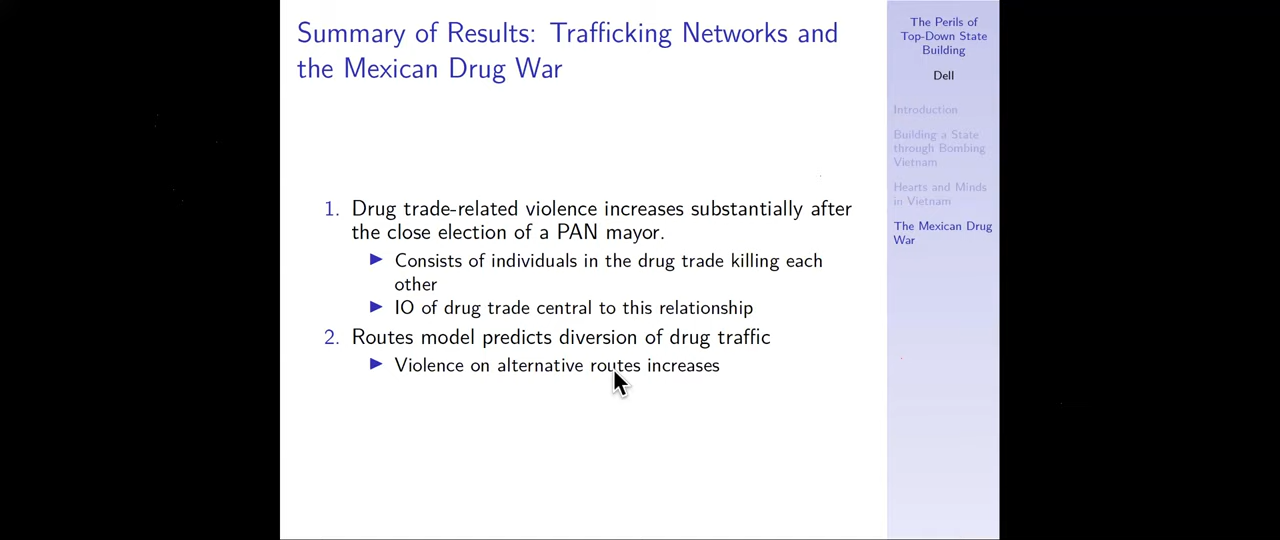 Summary of Results: Trafficking Networks and
the Mexican Drug War
1. Drug trade-related violence increases substantially after
the close election of a PAN mayor.
▶ Consists of individuals in the drug trade killing each
other
▶ IO of drug trade central to this relationship
2. Routes model predicts diversion of drug traffic
▶ Violence on alternative routes increases
The Perils of
Top-Down State
Building
Dell
Introduction
Building a State
through Bombing
Vietnam
Hearts and Minds
in Vietnam
The Mexican Drug
War